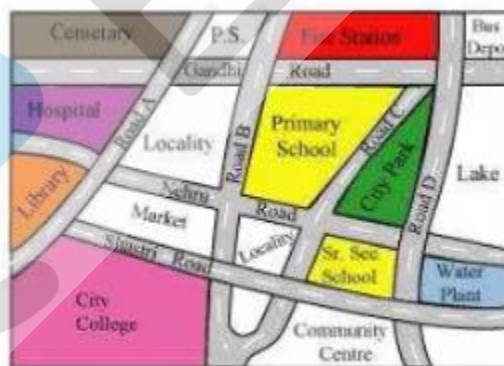 Cemetary
P.S.
Fire Station
Bus
Depo
Gandhi Road
Hospital
Road A
Locality
Road B
Primary
School
Road C
City Park
Road D
Lake
Library
Nehru Road
Market
Locality
Shastri Road
Sr. Sec.
School
Water
Plant
City
College
Community
Centre